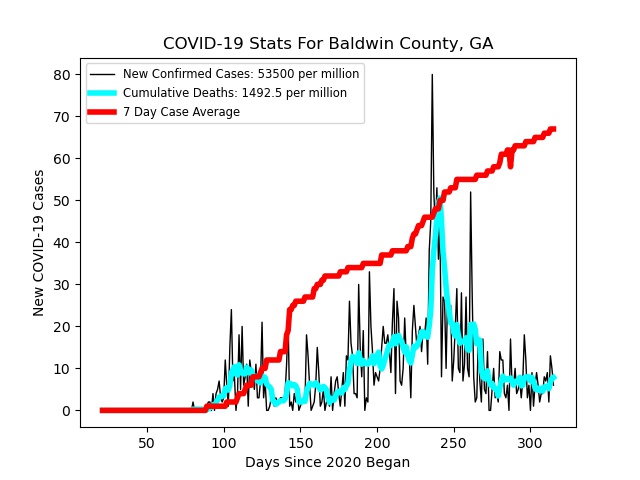 COVID-19 Stats For Baldwin County, GA
New Confirmed Cases: 53500 per million
Cumulative Deaths: 1492.5 per million
7 Day Case Average
New COVID-19 Cases
80
70
60
50
40
30
20
10
0
50 100 150 200 250 300
Days Since 2020 Began